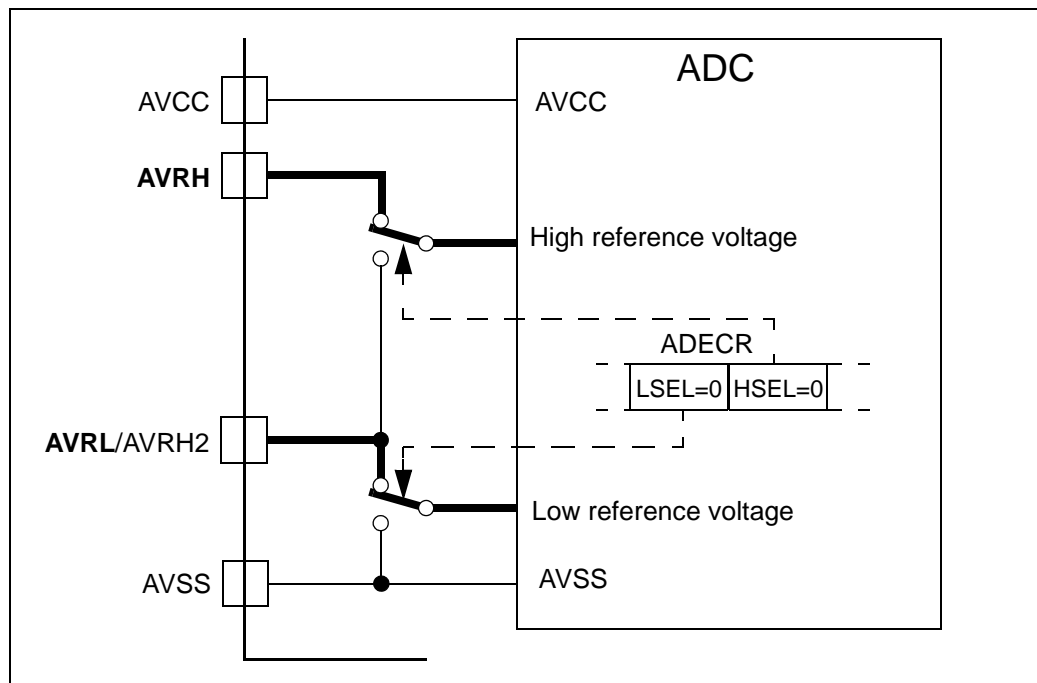 ADC
AVCC
AVCC
AVRH
High reference voltage
ADECR
LSEL=0 HSEL=0
AVRL/AVRH2
Low reference voltage
AVSS
AVSS